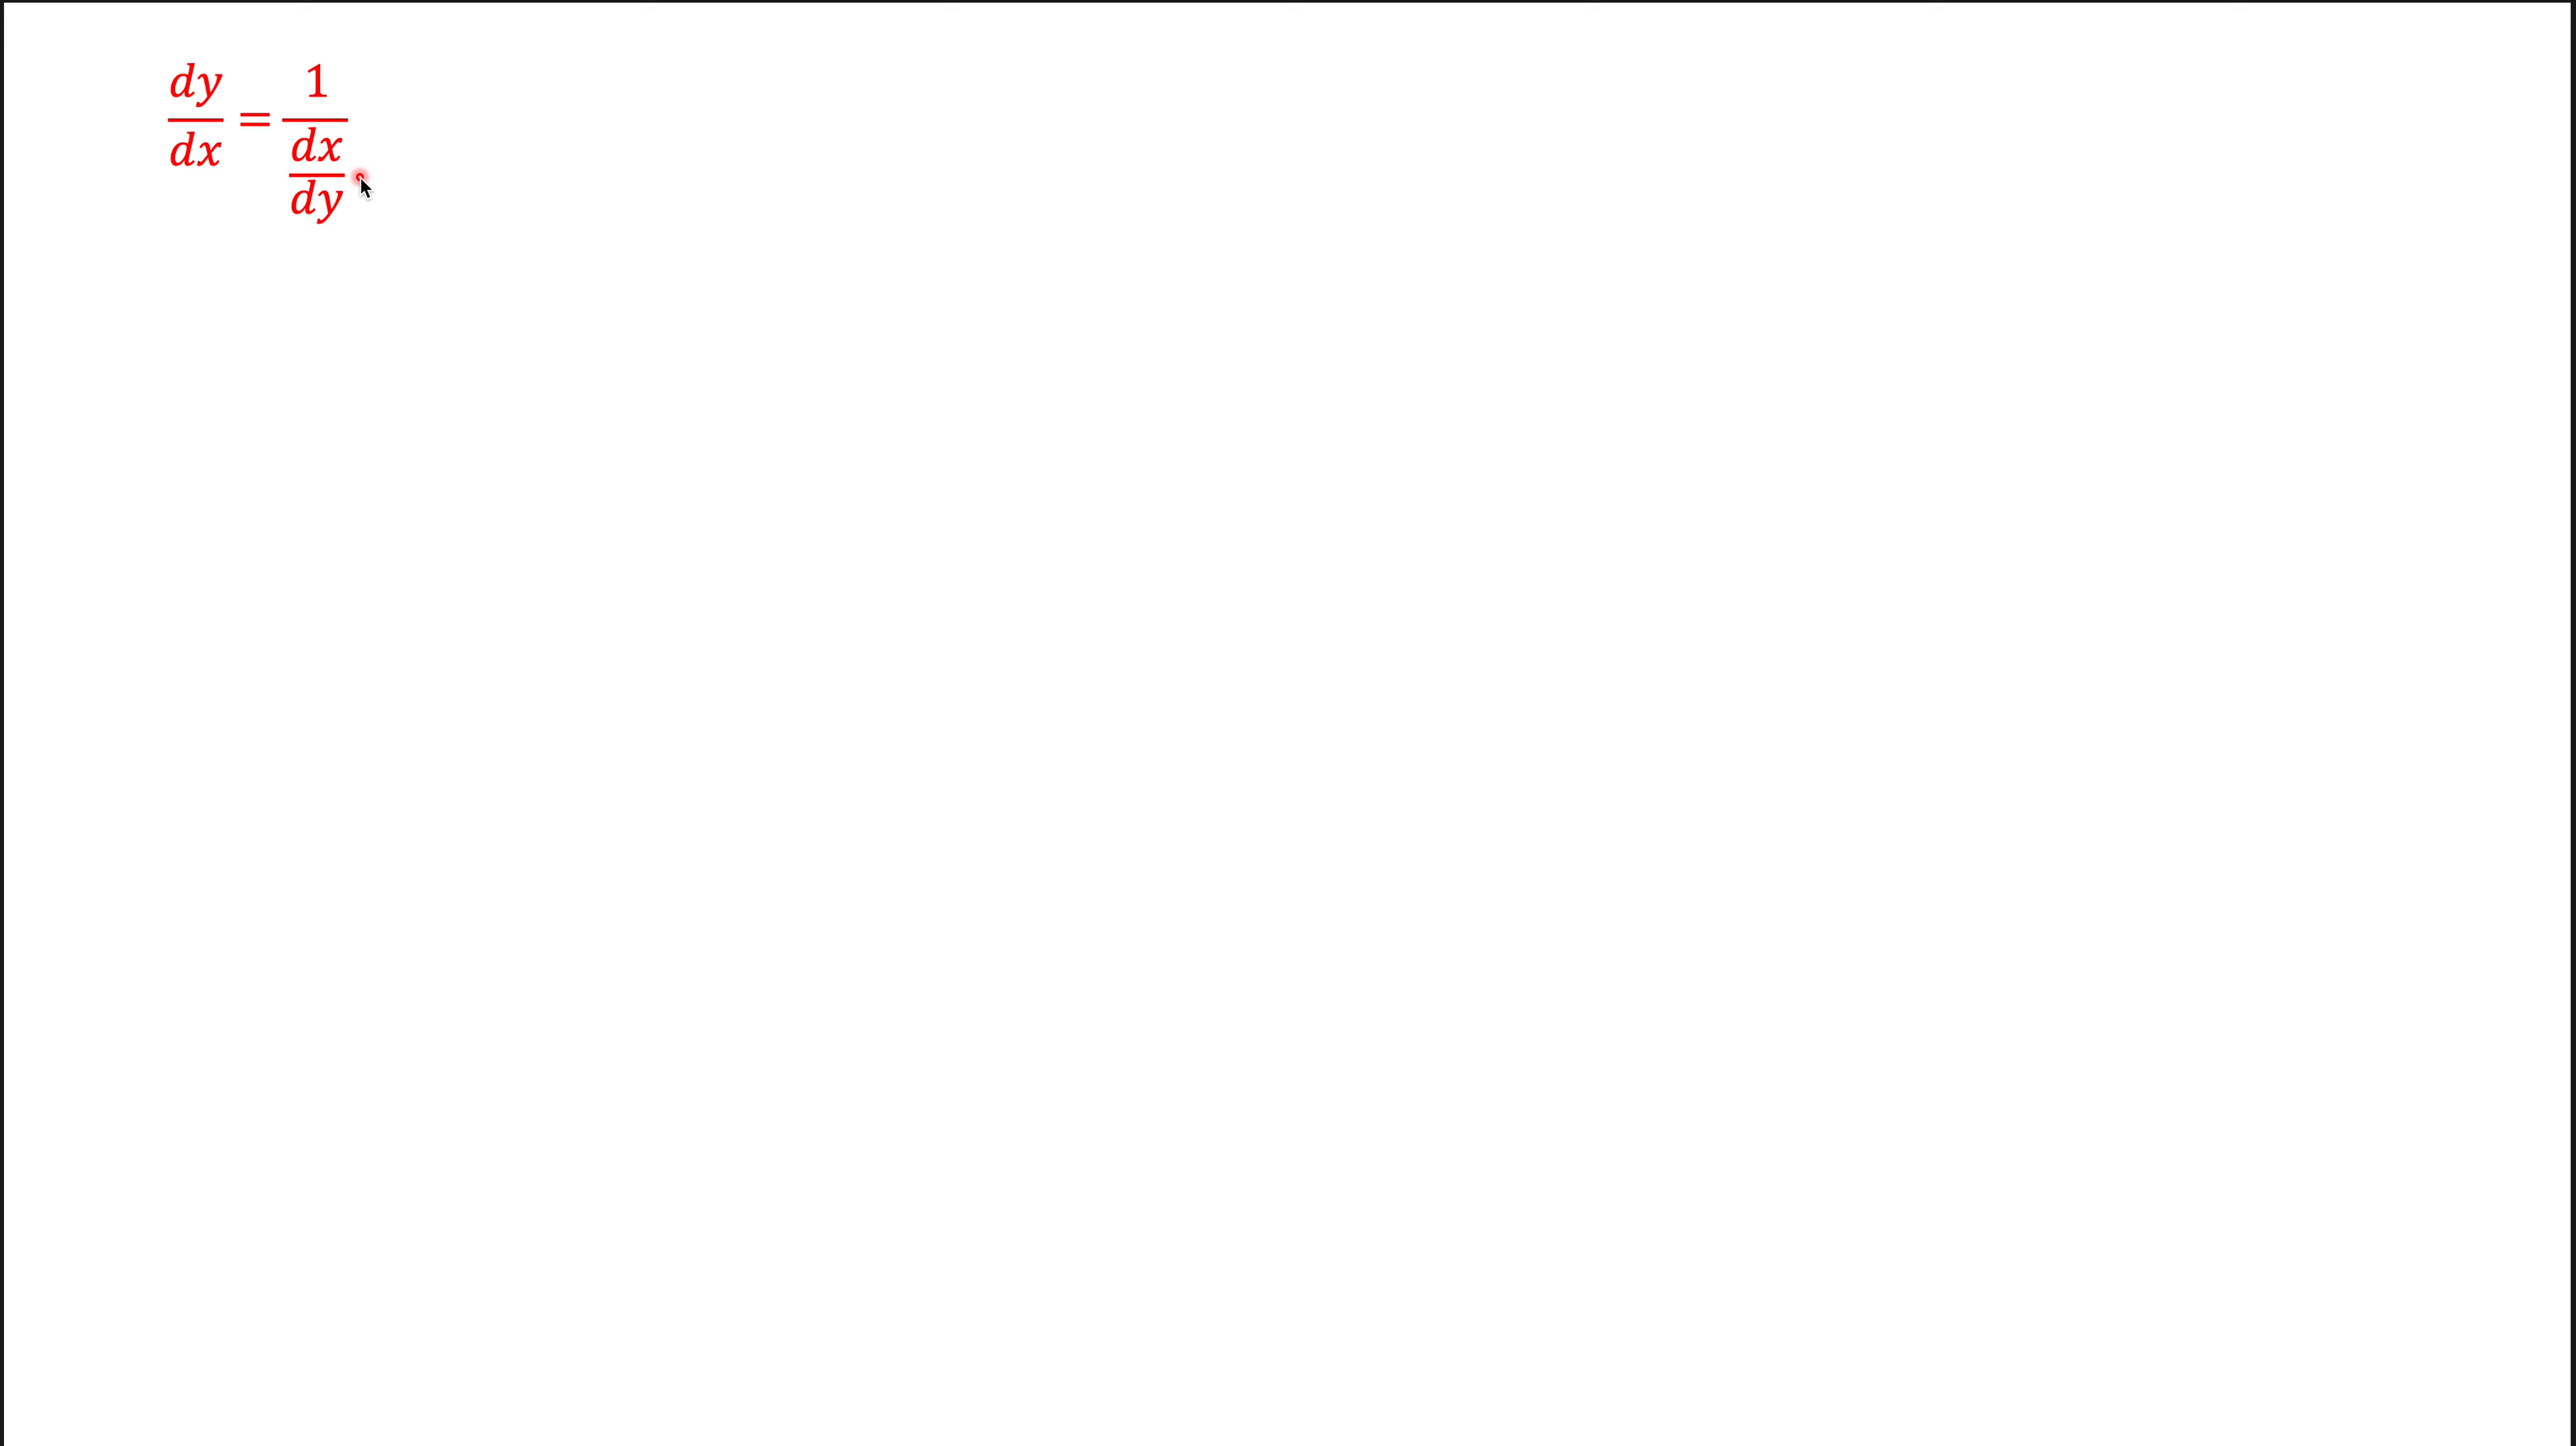 dy/dx = 1/(dx/dy)